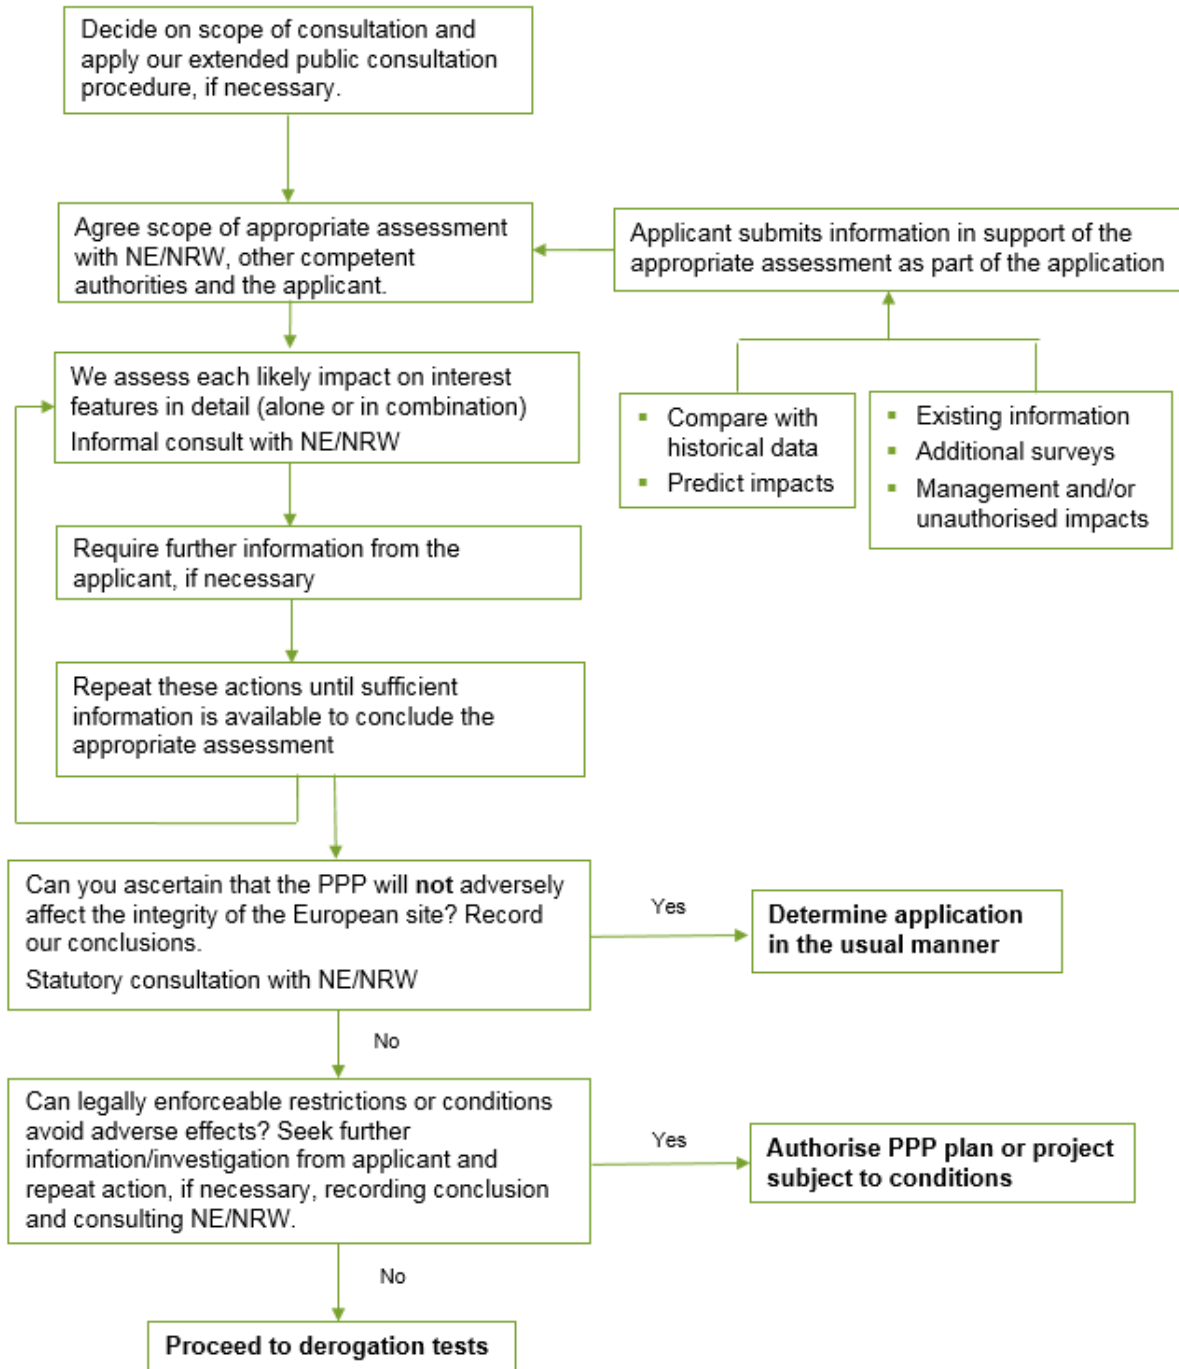 Decide on scope of consultation and
apply our extended public consultation
procedure, if necessary.
Agree scope of appropriate assessment
with NE/NRW, other competent
authorities and the applicant.
Applicant submits information in support of the
appropriate assessment as part of the application
We assess each likely impact on interest
features in detail (alone or in combination)
Informal consult with NE/NRW
▪ Compare with
historical data
▪ Predict impacts
▪ Existing information
▪ Additional surveys
▪ Management and/or
unauthorised impacts
Require further information from the
applicant, if necessary
Repeat these actions until sufficient
information is available to conclude the
appropriate assessment
Can you ascertain that the PPP will not adversely
affect the integrity of the European site? Record
our conclusions.
Statutory consultation with NE/NRW
Yes
Determine application
in the usual manner
No
Can legally enforceable restrictions or conditions
avoid adverse effects? Seek further
information/investigation from applicant and
repeat action, if necessary, recording conclusion
and consulting NE/NRW.
Yes
Authorise PPP plan or project
subject to conditions
No
Proceed to derogation tests